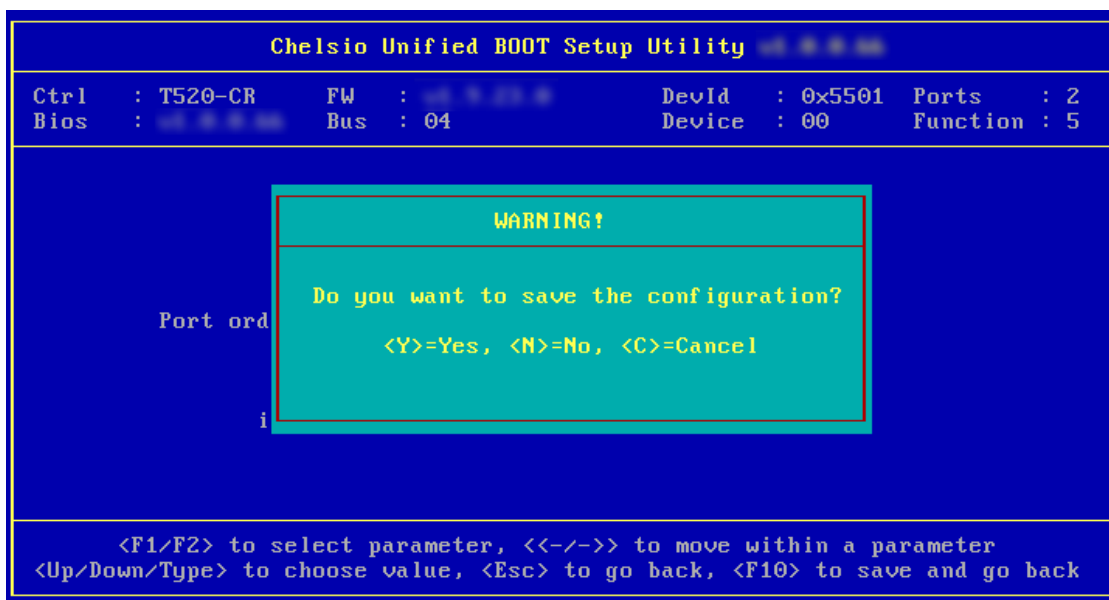 Chelsio Unified BOOT Setup Utility
Ctrl : T520-CR FW : DevId : 0x5501 Ports : 2
Bios : Bus : 04 Device : 00 Function : 5
WARNING!
Do you want to save the configuration?
Port ord
<Y>=Yes, <N>=No, <C>=Cancel
i
<F1/F2> to select parameter, <<-/->> to move within a parameter
<Up/Down/Type> to choose value, <Esc> to go back, <F10> to save and go back